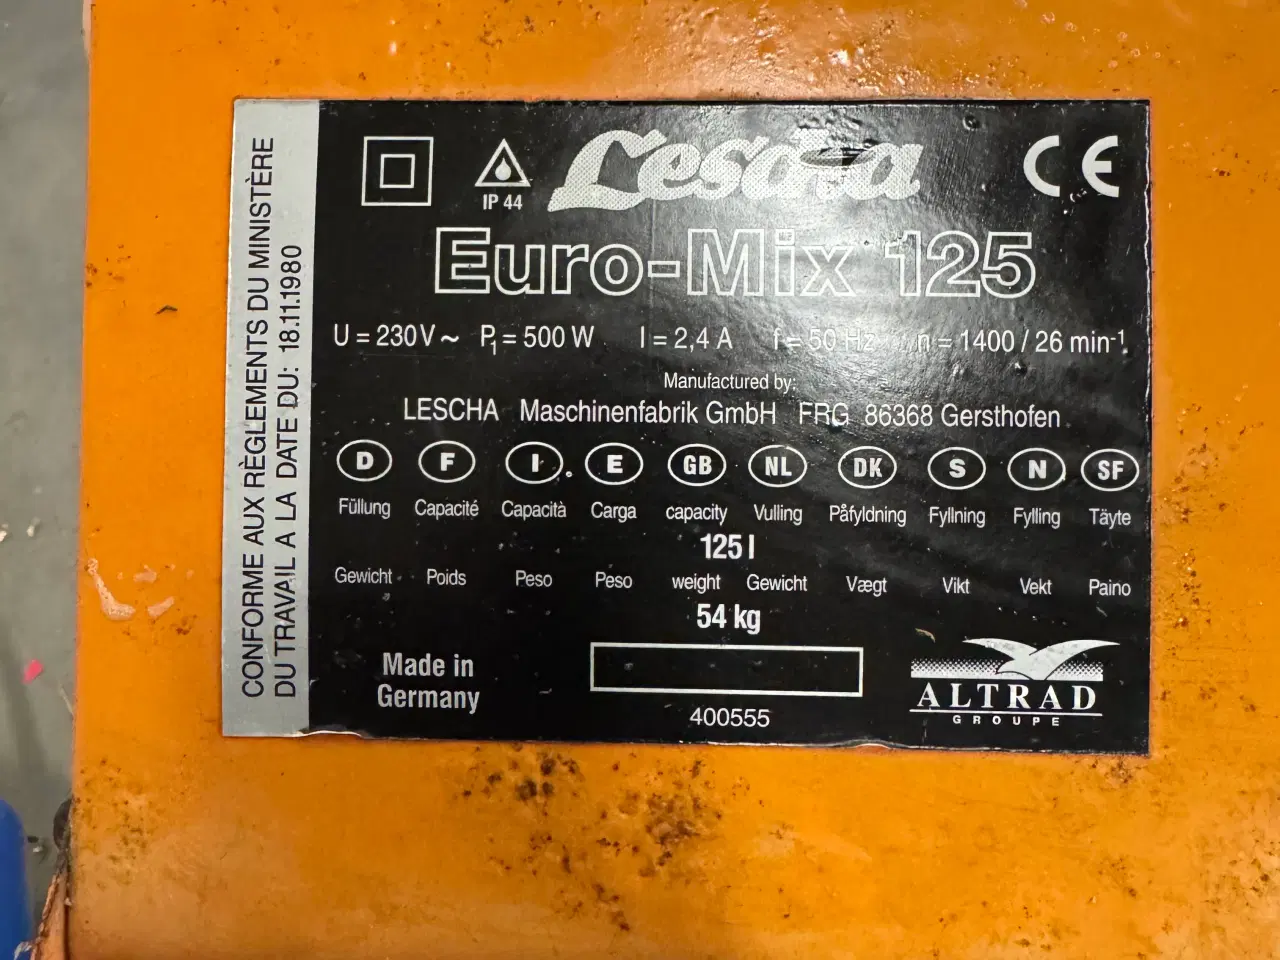 CONFORME AUX RÈGLEMENTS DU MINISTÈRE
DU TRAVAIL A LA DATE DU: 18.11.1980
IP 44
Lescha
CE
Euro-Mix 125
U = 230 V ~ P1 = 500 W I = 2,4 A f = 50 Hz n = 1400 / 26 min-1
Manufactured by:
LESCHA Maschinenfabrik GmbH FRG 86368 Gersthofen
D F I E GB NL DK S N SF
Füllung Capacité Capacità Carga capacity Vulling Påfyldning Fyllning Fylling Täyte
125 l
Gewicht Poids Peso Peso weight Gewicht Vægt Vikt Vekt Paino
54 kg
Made in
Germany
400555
ALTRAD
GROUPE